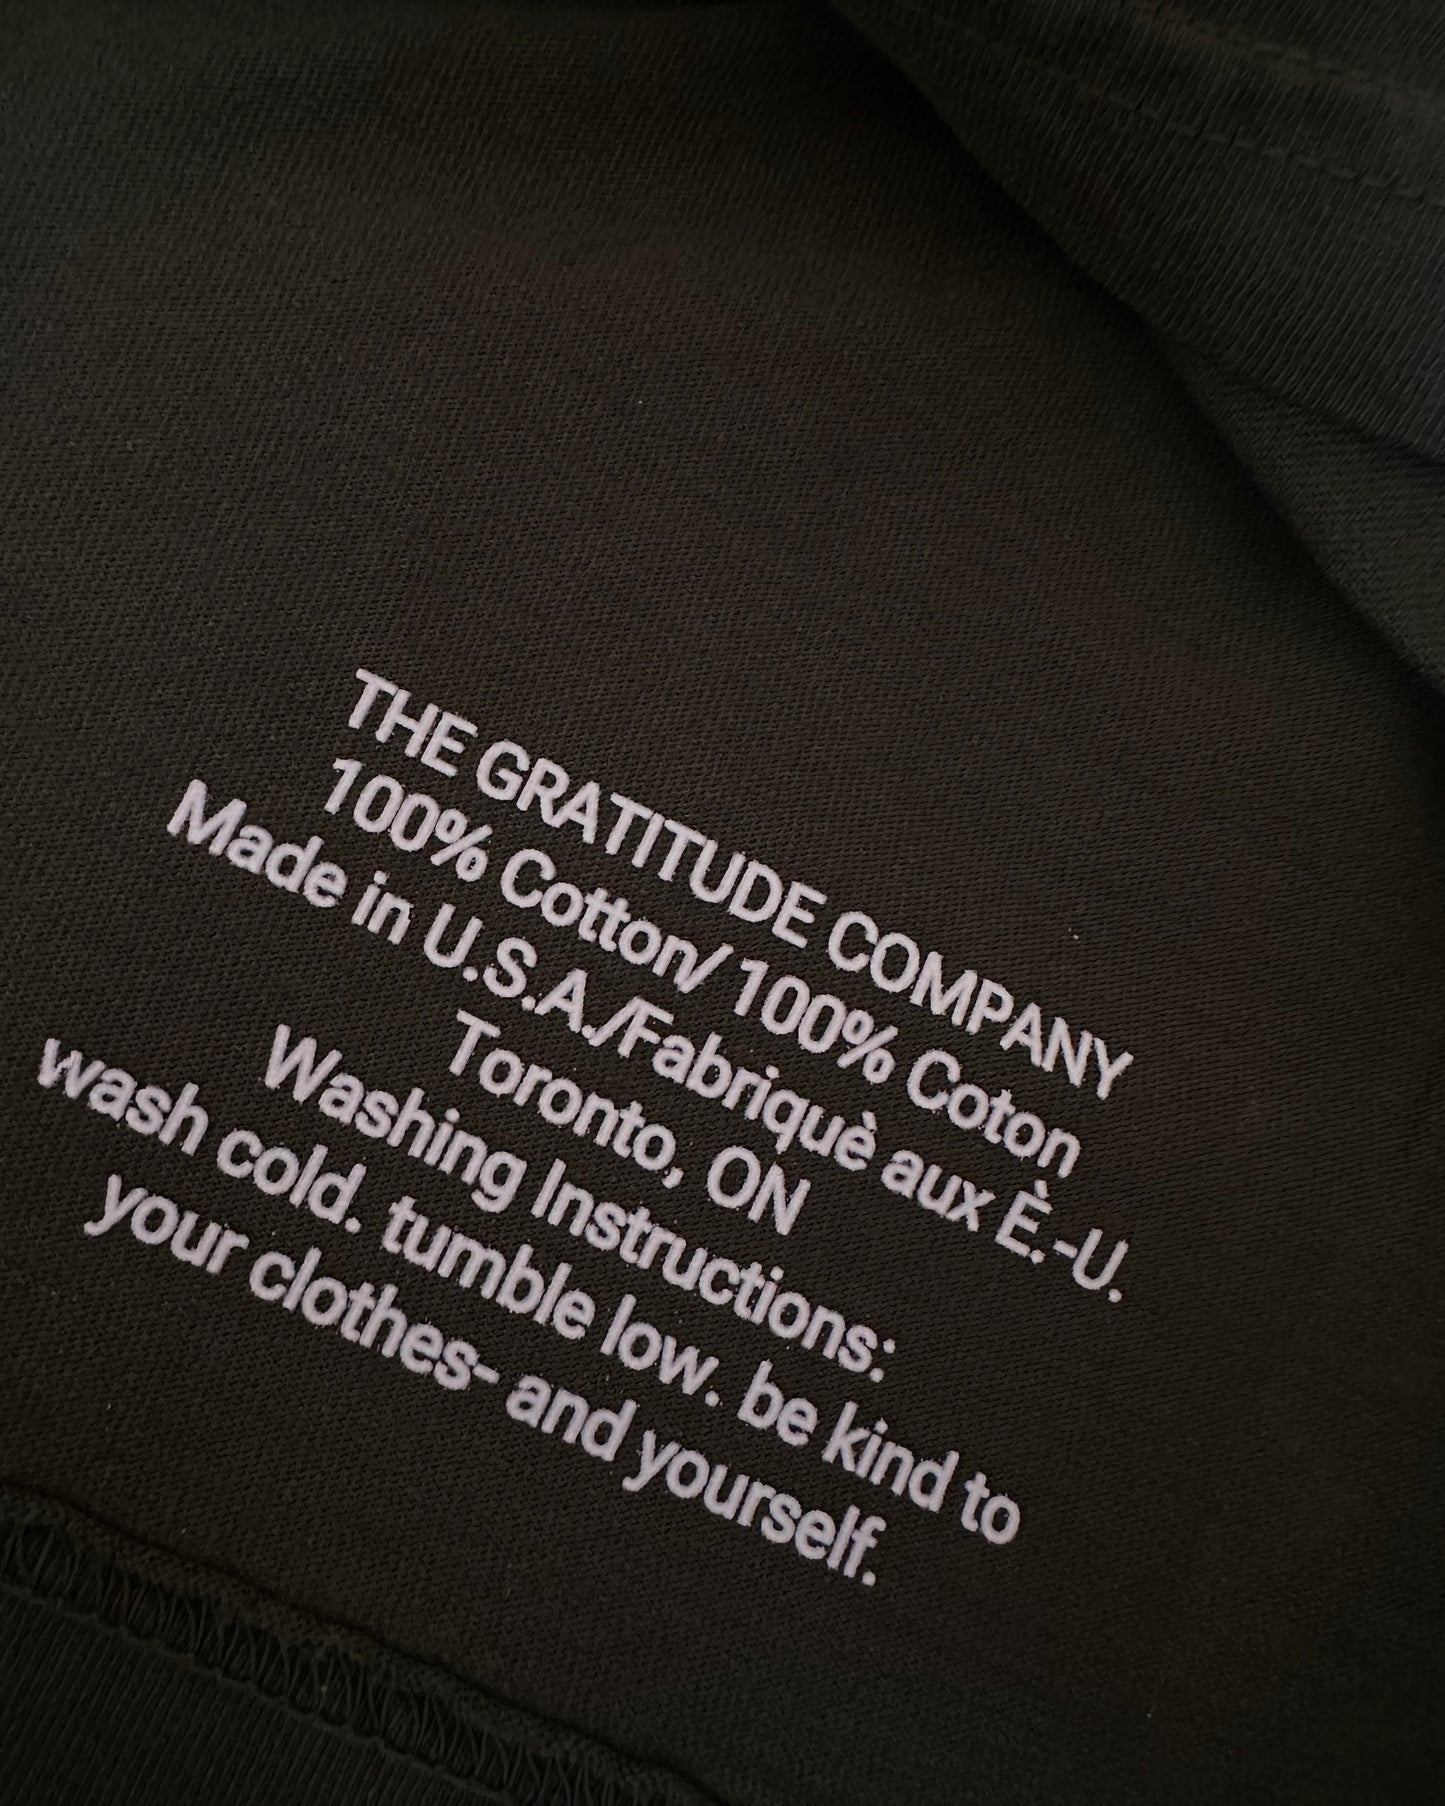 THE GRATITUDE COMPANY
100% Cotton/ 100% Coton
Made in U.S.A./Fabriquè aux È.-U.
Toronto, ON
Washing Instructions:
wash cold. tumble low. be kind to
your clothes- and yourself.